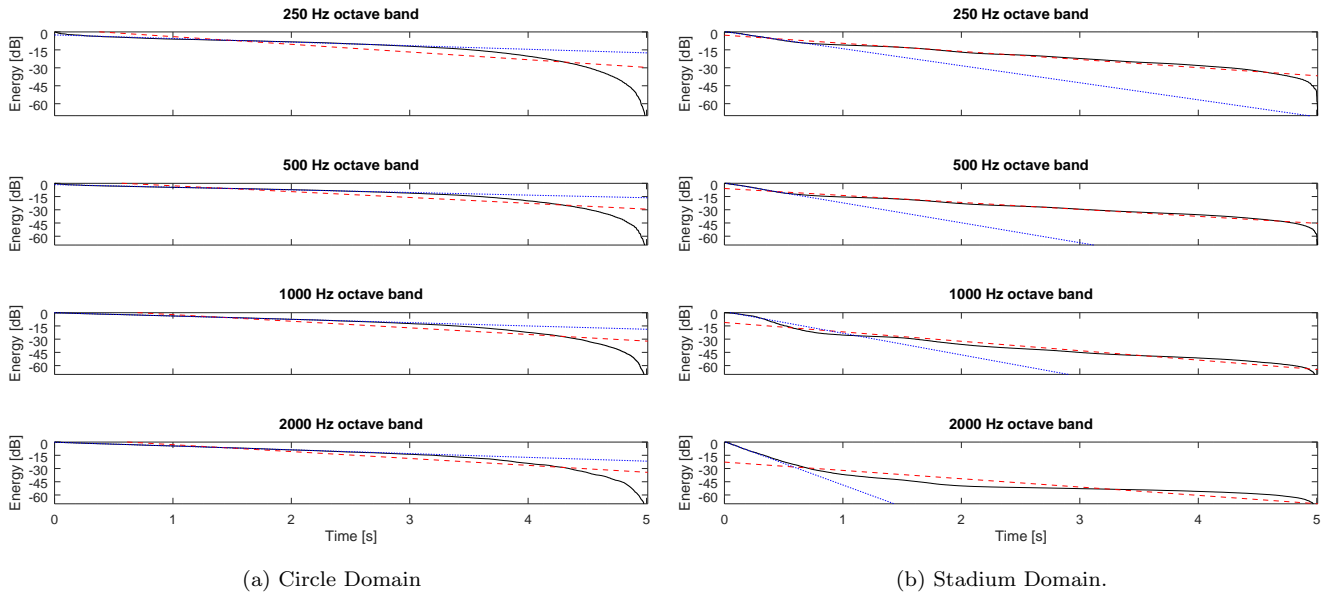 250 Hz octave band
Energy [dB]
0
-15
-30
-45
-60
500 Hz octave band
Energy [dB]
0
-15
-30
-45
-60
1000 Hz octave band
Energy [dB]
0
-15
-30
-45
-60
2000 Hz octave band
Energy [dB]
0
-15
-30
-45
-60
0 1 2 3 4 5
Time [s]
(a) Circle Domain
250 Hz octave band
Energy [dB]
0
-15
-30
-45
-60
500 Hz octave band
Energy [dB]
0
-15
-30
-45
-60
1000 Hz octave band
Energy [dB]
0
-15
-30
-45
-60
2000 Hz octave band
Energy [dB]
0
-15
-30
-45
-60
0 1 2 3 4 5
Time [s]
(b) Stadium Domain.